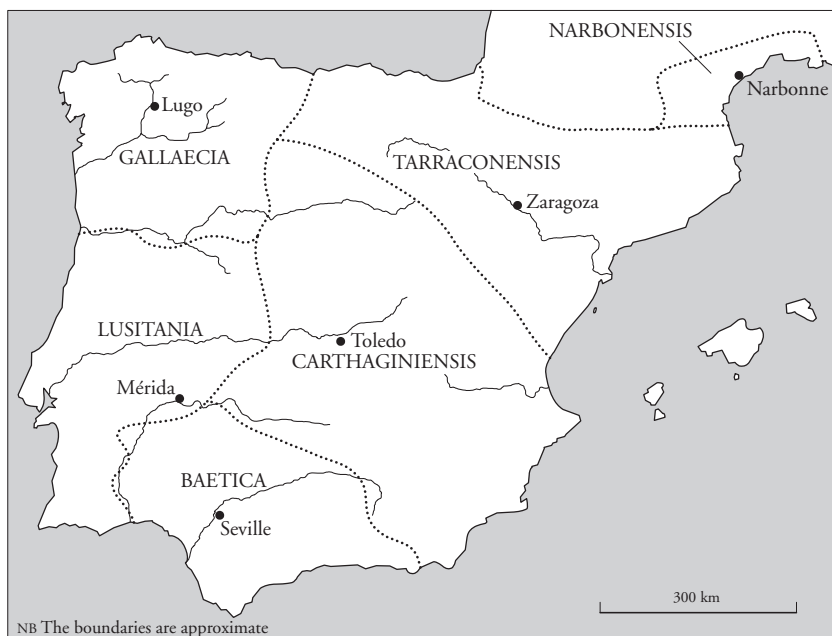 NARBONENSIS
Narbonne
Lugo
GALLAECIA
TARRACONENSIS
Zaragoza
LUSITANIA
Toledo
CARTHAGINIENSIS
Mérida
BAETICA
Seville
300 km
NB The boundaries are approximate